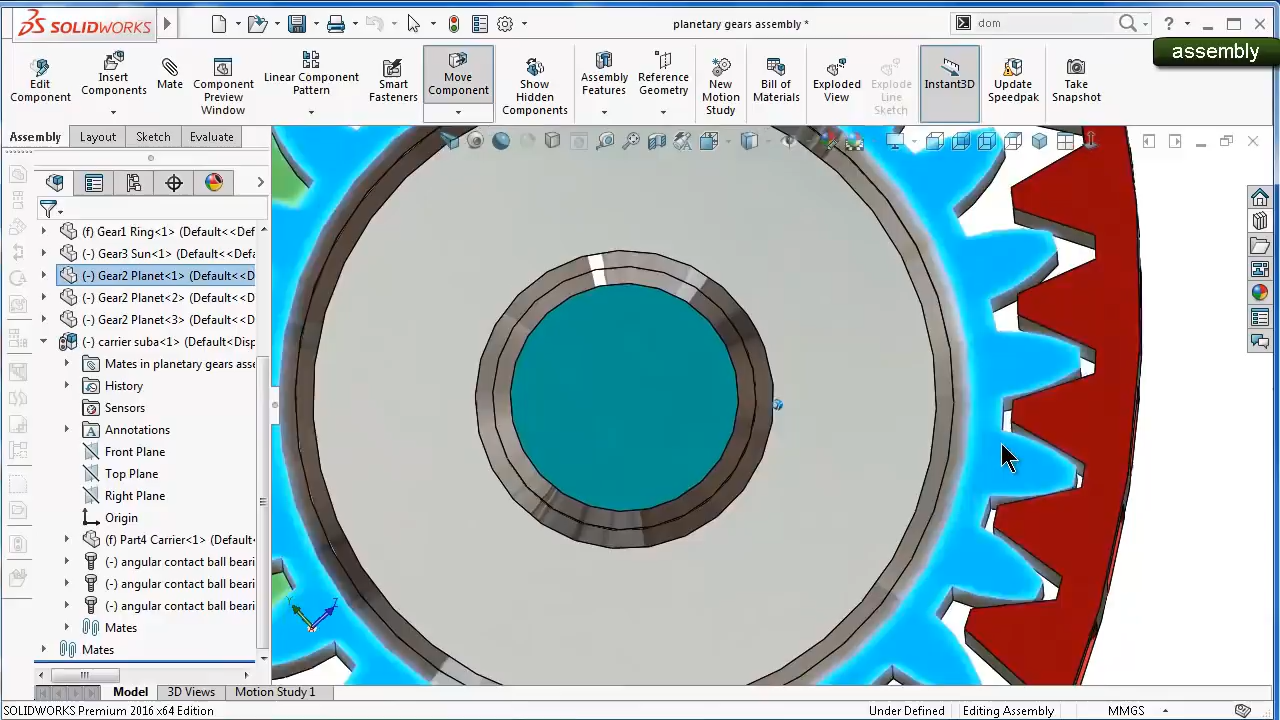 SOLIDWORKS
planetary gears assembly *
dom
assembly
Edit Component
Insert Components
Mate
Component Preview Window
Linear Component Pattern
Smart Fasteners
Move Component
Show Hidden Components
Assembly Features
Reference Geometry
New Motion Study
Bill of Materials
Exploded View
Explode Line Sketch
Instant3D
Update Speedpak
Take Snapshot
Assembly
Layout
Sketch
Evaluate
(f) Gear1 Ring<1> (Default<<Def
(-) Gear3 Sun<1> (Default<<Def
(-) Gear2 Planet<1> (Default<<D
(-) Gear2 Planet<2> (Default<<D
(-) Gear2 Planet<3> (Default<<D
(-) carrier suba<1> (Default<Disp
Mates in planetary gears asse
History
Sensors
Annotations
Front Plane
Top Plane
Right Plane
Origin
(f) Part4 Carrier<1> (Default<
(-) angular contact ball beari
(-) angular contact ball beari
(-) angular contact ball beari
Mates
Mates
Model
3D Views
Motion Study 1
SOLIDWORKS Premium 2016 x64 Edition
Under Defined
Editing Assembly
MMGS